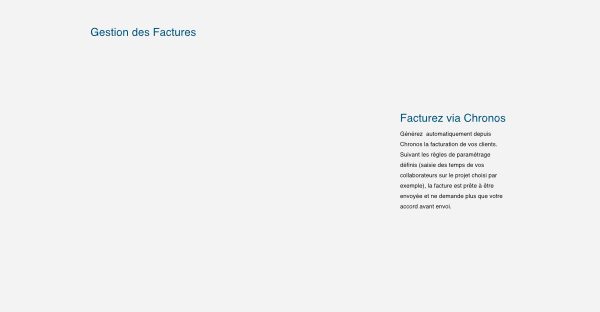 Gestion des Factures
Facturez via Chronos
Générez  automatiquement depuis
Chronos la facturation de vos clients.
Suivant les règles de paramétrage
définis (saisie des temps de vos
collaborateurs sur le projet choisi par
exemple), la facture est prête à être
envoyée et ne demande plus que votre
accord avant envoi.